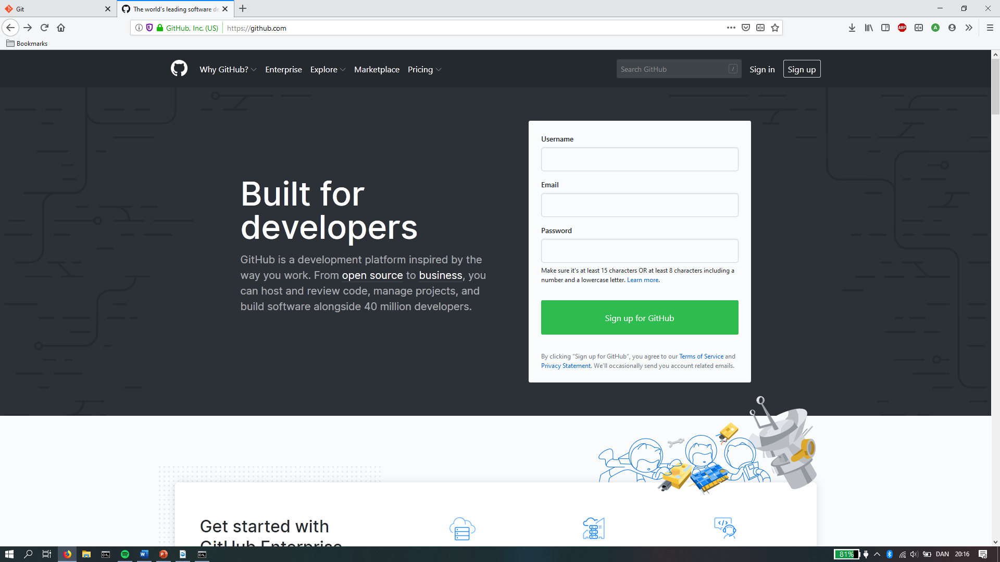 Git
The world's leading software de
GitHub, Inc. (US)
https://github.com
ABP
A
Bookmarks
Why GitHub?
Enterprise
Explore
Marketplace
Pricing
Search GitHub
/
Sign in
Sign up
Built for
developers
GitHub is a development platform inspired by the
way you work. From open source to business, you
can host and review code, manage projects, and
build software alongside 40 million developers.
Username
Email
Password
Make sure it's at least 15 characters OR at least 8 characters including a
number and a lowercase letter. Learn more.
Sign up for GitHub
By clicking “Sign up for GitHub”, you agree to our Terms of Service and
Privacy Statement. We’ll occasionally send you account related emails.
Get started with
GitHub Enterprise
81%
DAN
20:16